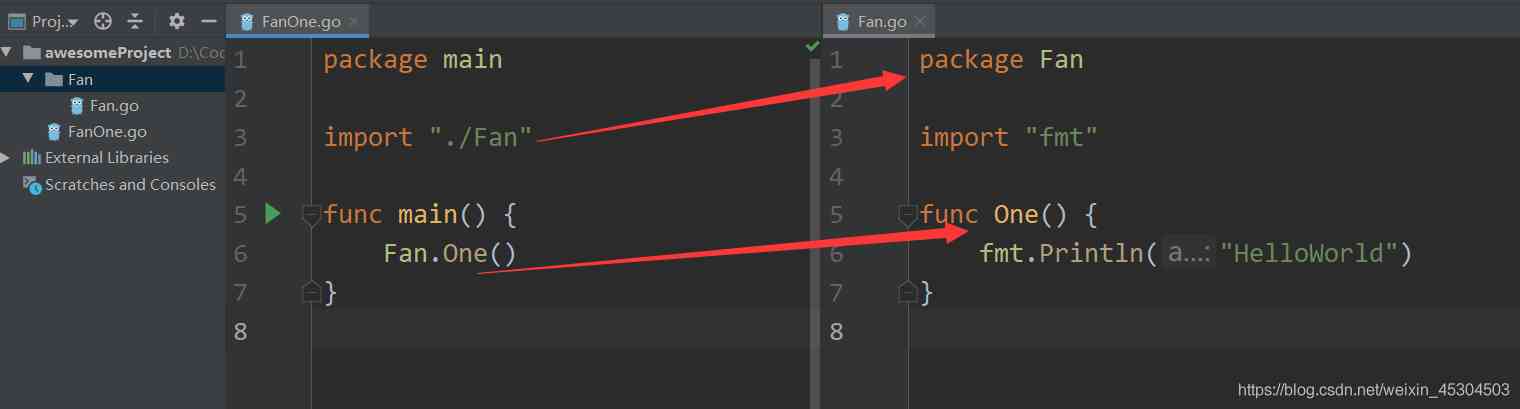 Proj..
awesomeProject D:\Coc
Fan
Fan.go
FanOne.go
External Libraries
Scratches and Consoles
FanOne.go
1 package main
2
3 import "./Fan"
4
5 func main() {
6 Fan.One()
7 }
8
Fan.go
1 package Fan
2
3 import "fmt"
4
5 func One() {
6 fmt.Println( a...: "HelloWorld")
7 }
8
https://blog.csdn.net/weixin_45304503